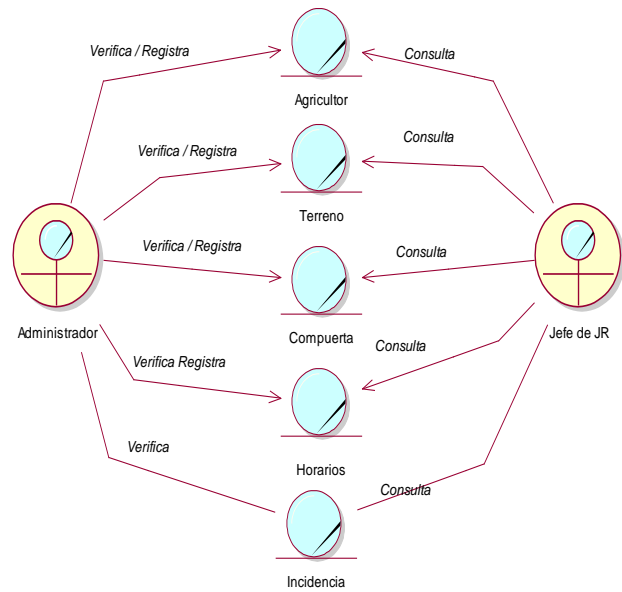 Verifica / Registra
Consulta
Agricultor
Verifica / Registra
Consulta
Terreno
Verifica / Registra
Consulta
Administrador
Compuerta
Jefe de JR
Verifica Registra
Consulta
Horarios
Verifica
Consulta
Incidencia